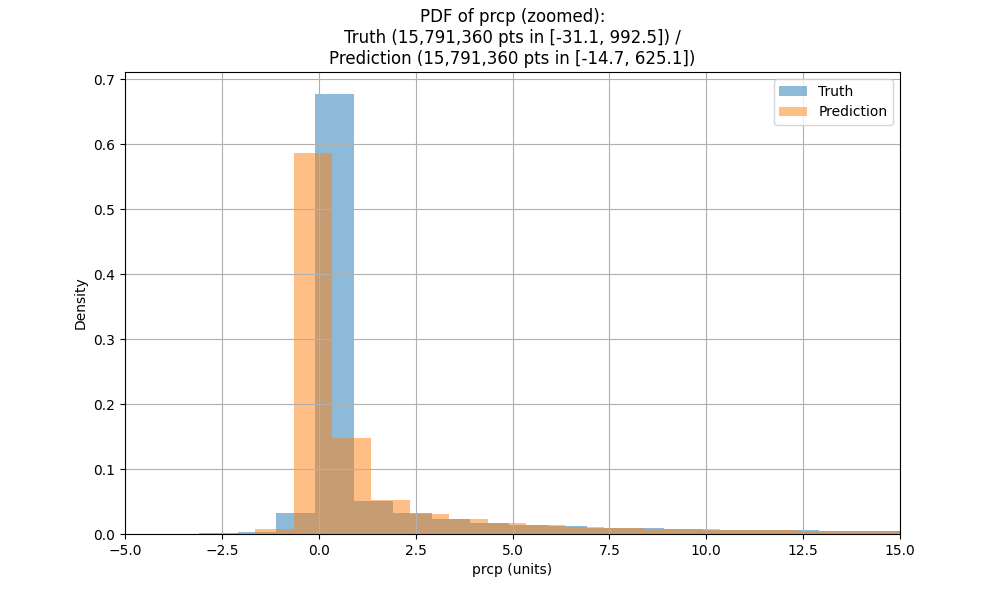 PDF of prcp (zoomed):
Truth (15,791,360 pts in [-31.1, 992.5]) /
Prediction (15,791,360 pts in [-14.7, 625.1])
Truth
Prediction
Density
0.7
0.6
0.5
0.4
0.3
0.2
0.1
0.0
−5.0 −2.5 0.0 2.5 5.0 7.5 10.0 12.5 15.0
prcp (units)